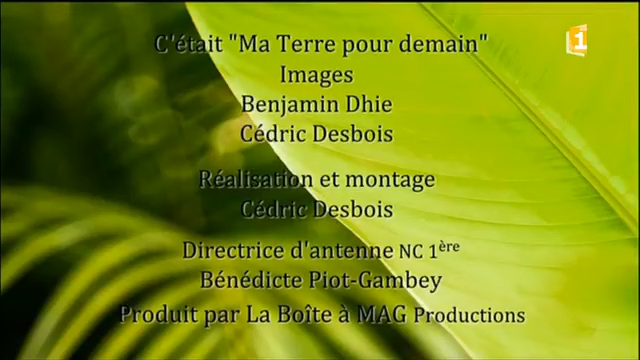 C'était "Ma Terre pour demain"
1
Images
Benjamin Dhie
Cédric Desbois
Réalisation et montage
Cédric Desbois
Directrice d'antenne NC 1ère
Bénédicte Piot-Gambey
Produit par La Boîte à MAG Productions